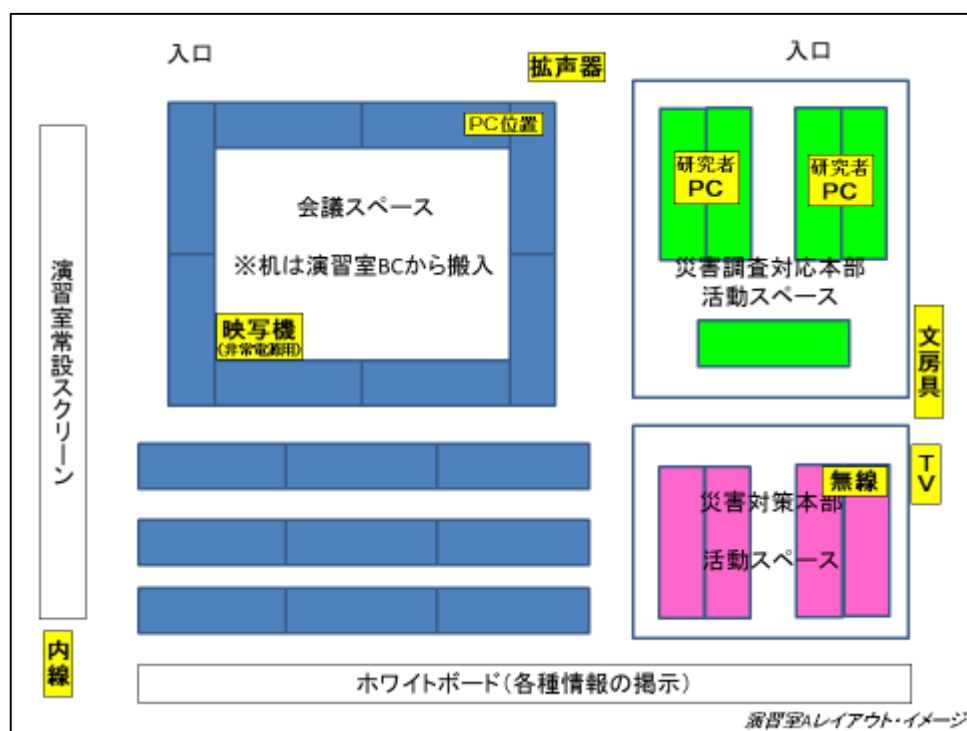 入口
入口
拡声器
PC位置
会議スペース
※机は演習室BCから搬入
映写機
(非常電源用)
研究者
PC
研究者
PC
災害調査対応本部
活動スペース
演習室常設スクリーン
文房具
TV
無線
災害対策本部
活動スペース
内線
ホワイトボード(各種情報の掲示)
演習室Aレイアウト・イメージ